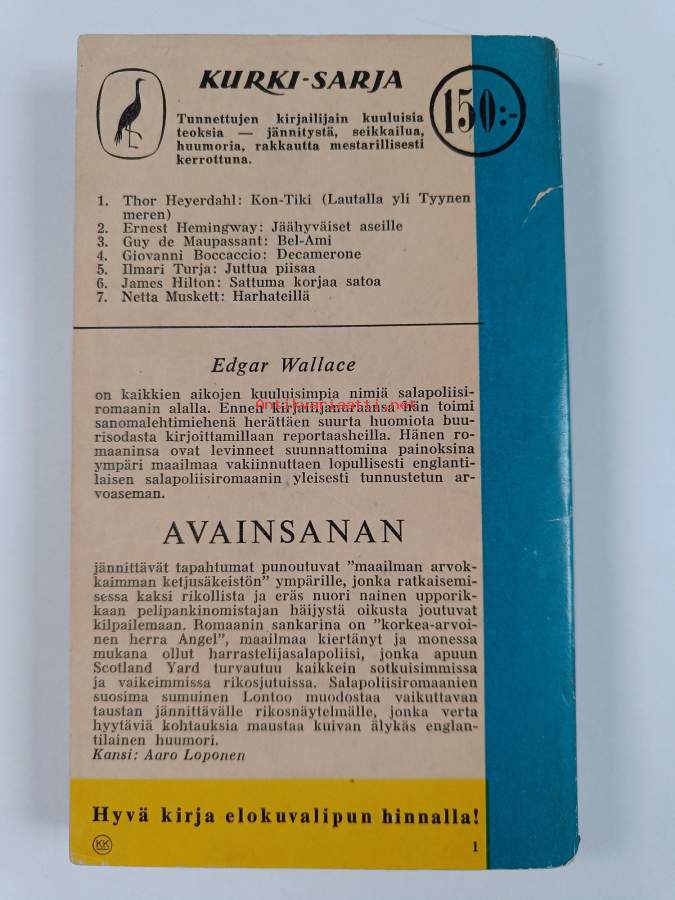 KURKI-SARJA
150:-
Tunnettujen kirjailijain kuuluisia
teoksia — jännitystä, seikkailua,
huumoria, rakkautta mestarillisesti
kerrottuna.
1. Thor Heyerdahl: Kon-Tiki (Lautalla yli Tyynen
meren)
2. Ernest Hemingway: Jäähyväiset aseille
3. Guy de Maupassant: Bel-Ami
4. Giovanni Boccaccio: Decamerone
5. Ilmari Turja: Juttua piisaa
6. James Hilton: Sattuma korjaa satoa
7. Netta Muskett: Harhateillä
Edgar Wallace
on kaikkien aikojen kuuluisimpia nimiä salapoliisi-
romaanin alalla. Ennen kirjailijanuraansa hän toimi
Antikvariaatti.net
sanomalehtimiehenä herättäen suurta huomiota buu-
risodasta kirjoittamillaan reportaasheilla. Hänen ro-
maaninsa ovat levinneet suunnattomina painoksina
ympäri maailmaa vakiinnuttaen lopullisesti englanti-
laisen salapoliisiromaanin yleisesti tunnustetun ar-
voaseman.
AVAINSANAN
jännittävät tapahtumat punoutuvat "maailman arvok-
kaimman ketjusäkeistön" ympärille, jonka ratkaisemi-
sessa kaksi rikollista ja eräs nuori nainen upporik-
kaan pelipankinomistajan häijystä oikusta joutuvat
kilpailemaan. Romaanin sankarina on "korkea-arvoi-
nen herra Angel", maailmaa kiertänyt ja monessa
mukana ollut harrastelijasalapoliisi, jonka apuun
Scotland Yard turvautuu kaikkein sotkuisimmissa
ja vaikeimmissa rikosjutuissa. Salapoliisiromaanien
suosima sumuinen Lontoo muodostaa vaikuttavan
taustan jännittävälle rikosnäytelmälle, jonka verta
hyytäviä kohtauksia maustaa kuivan älykäs englan-
tilainen huumori.
Kansi: Aaro Loponen
Hyvä kirja elokuvalipun hinnalla!
KK
1